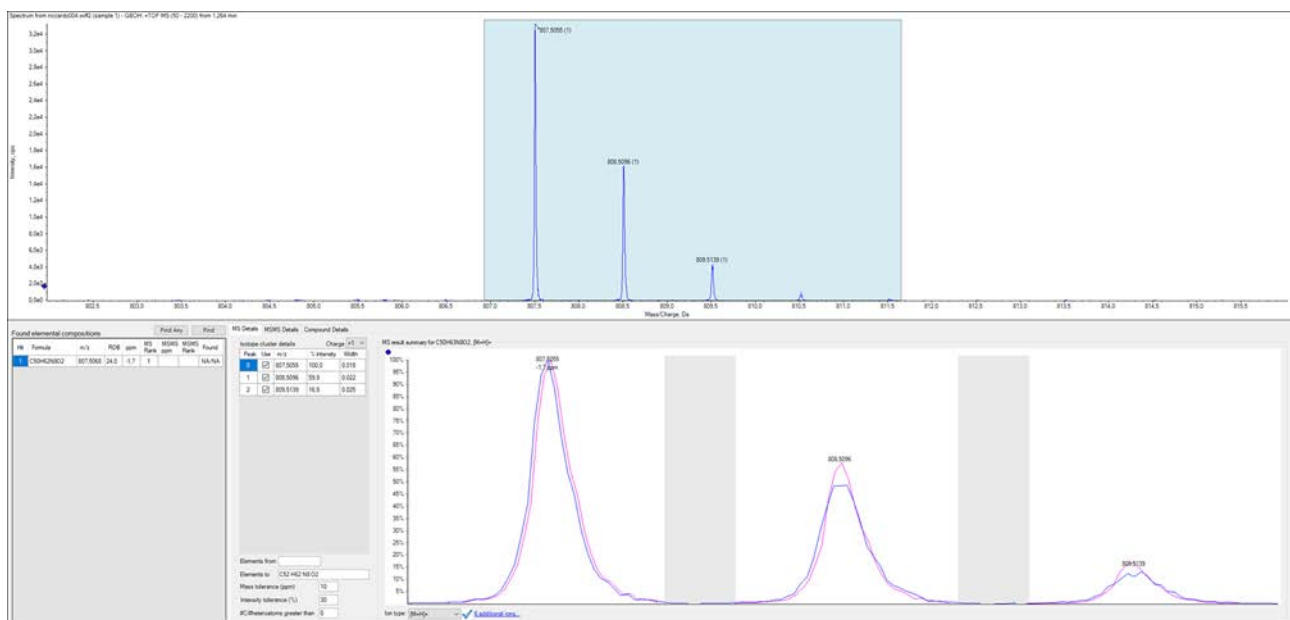 Spectrum from riccardo004.wiff2 (sample 1) - GBOH, +TOF MS (50 - 2200) from 1,264 min
807,5055 (1)
808,5096 (1)
809,5139 (1)
Intensity, cps
3.2e4
3.0e4
2.8e4
2.6e4
2.4e4
2.2e4
2.0e4
1.8e4
1.6e4
1.4e4
1.2e4
1.0e4
8.0e3
6.0e3
4.0e3
2.0e3
0.0e0
802.5 803.0 803.5 804.0 804.5 805.0 805.5 806.0 806.5 807.0 807.5 808.0 808.5 809.0 809.5 810.0 810.5 811.0 811.5 812.0 812.5 813.0 813.5 814.0 814.5 815.0 815.5
Mass/Charge, Da
Found elemental compositions
Find Any Find
Hit Formula m/z RDB ppm MS Rank MSMS ppm MSMS Rank Found
1 C50H62N8O2 807,5068 24,0 -1,7 1 NA/NA
MS Details MSMS Details Compound Details
Isotope cluster details Charge +1
Peak Use m/z % Intensity Width
0 807,5055 100,0 0.018
1 808,5096 59,9 0.022
2 809,5139 16,9 0.025
Elements from
Elements to C52 H62 N8 O2
Mass tolerance (ppm) 10
Intensity tolerance (%) 30
#C/#heteroatoms greater than 0
MS result summary for C50H62N8O2, [M+H]+
100%
95%
90%
85%
80%
75%
70%
65%
60%
55%
50%
45%
40%
35%
30%
25%
20%
15%
10%
5%
807,5055
-1,7 ppm
808,5096
809,5139
Ion type: [M+H]+ 6 additional ions...